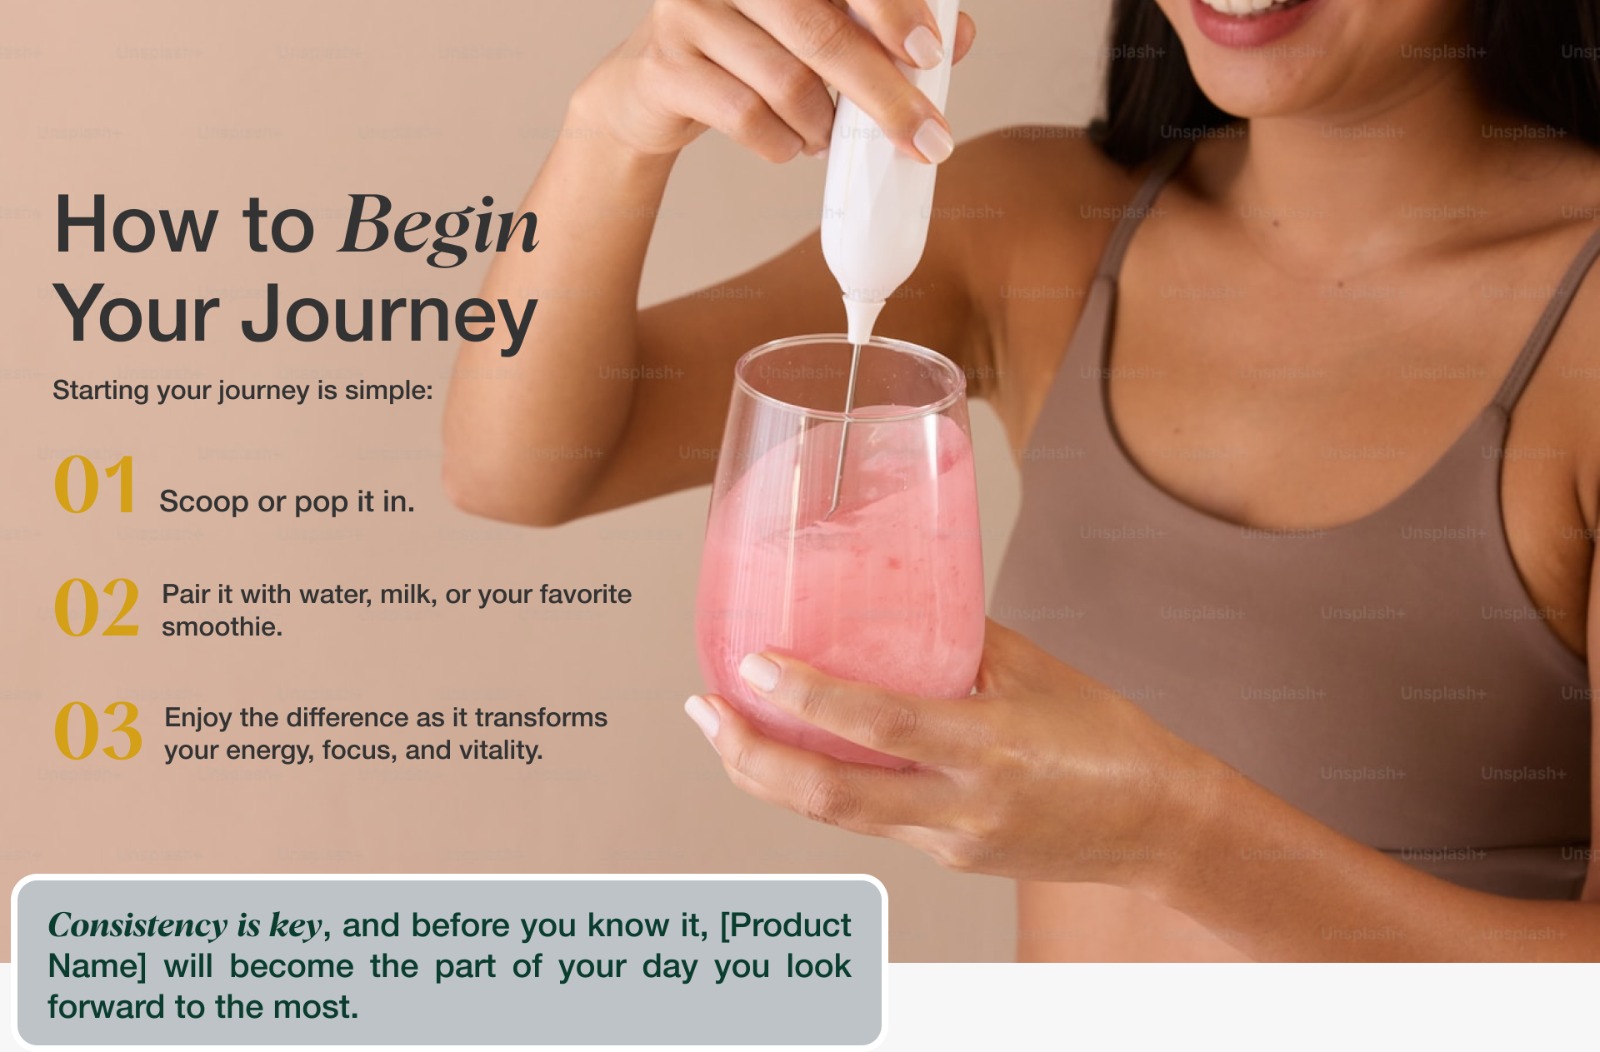 How to Begin
Your Journey
Starting your journey is simple:
01 Scoop or pop it in.
02 Pair it with water, milk, or your favorite
smoothie.
03 Enjoy the difference as it transforms
your energy, focus, and vitality.
Consistency is key, and before you know it, [Product
Name] will become the part of your day you look
forward to the most.
Unsplash+